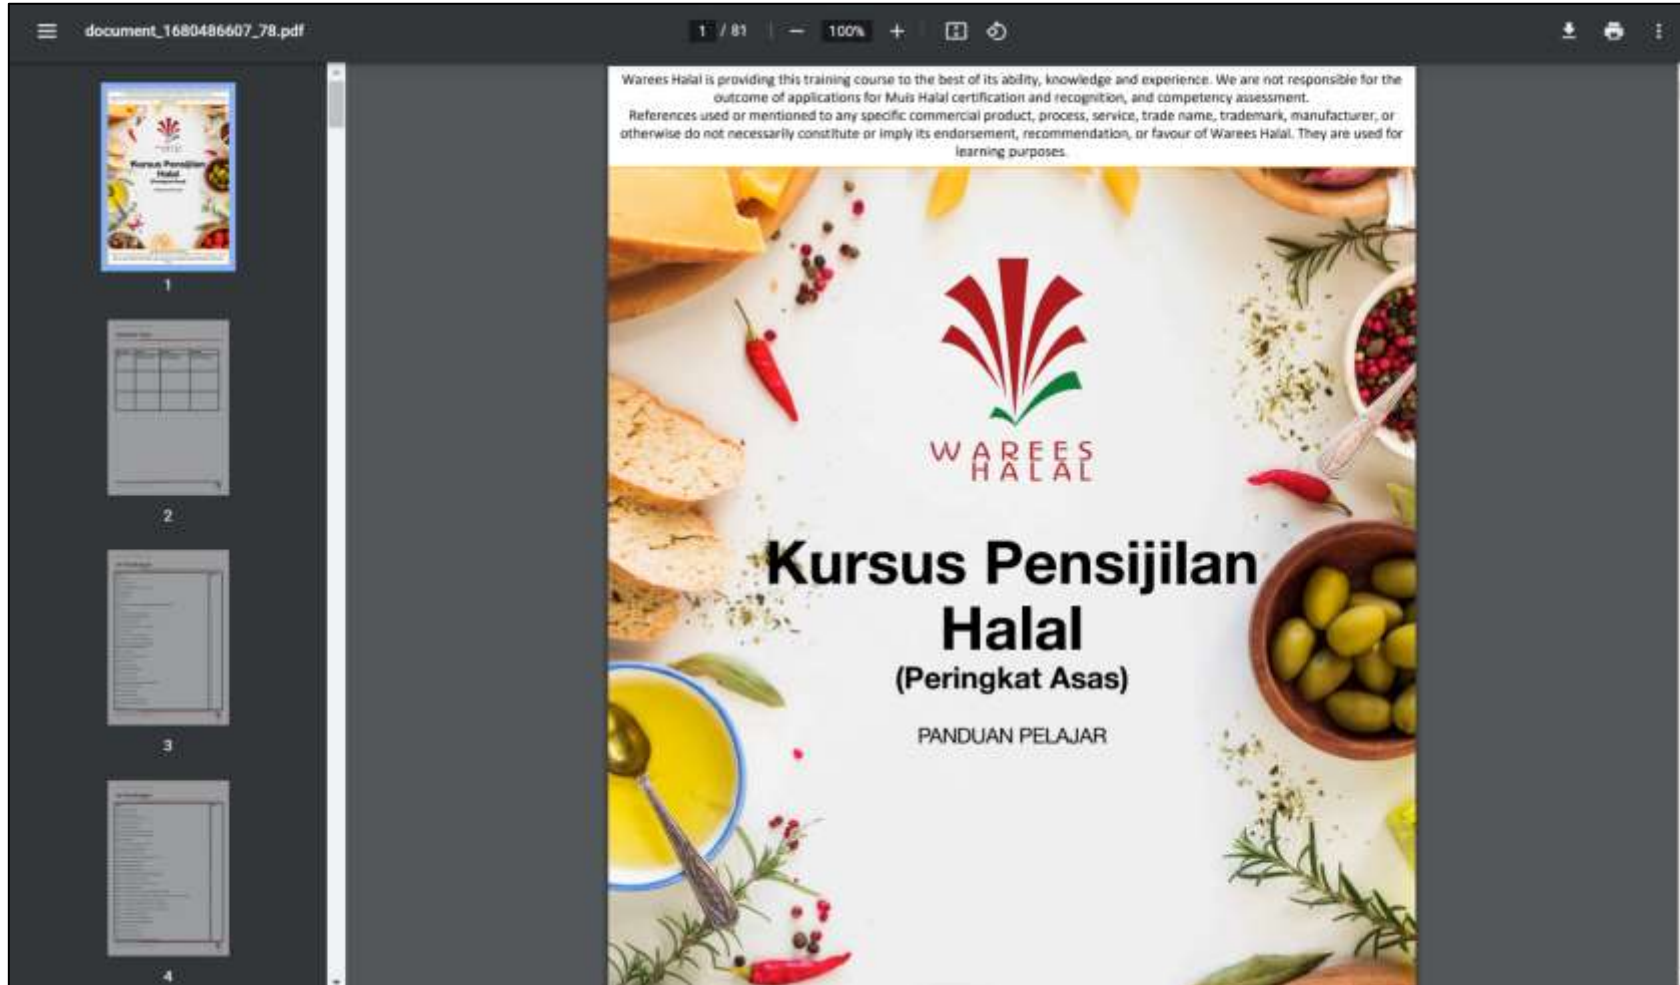 document_1680486607_78.pdf
1 / 81
100%
Warees Halal is providing this training course to the best of its ability, knowledge and experience. We are not responsible for the
outcome of applications for Muis Halal certification and recognition, and competency assessment.
References used or mentioned to any specific commercial product, process, service, trade name, trademark, manufacturer, or
otherwise do not necessarily constitute or imply its endorsement, recommendation, or favour of Warees Halal. They are used for
learning purposes.
WAREES
HALAL
Kursus Pensijilan
Halal
(Peringkat Asas)
PANDUAN PELAJAR
Kursus Pensijilan
Halal
1
2
3
4